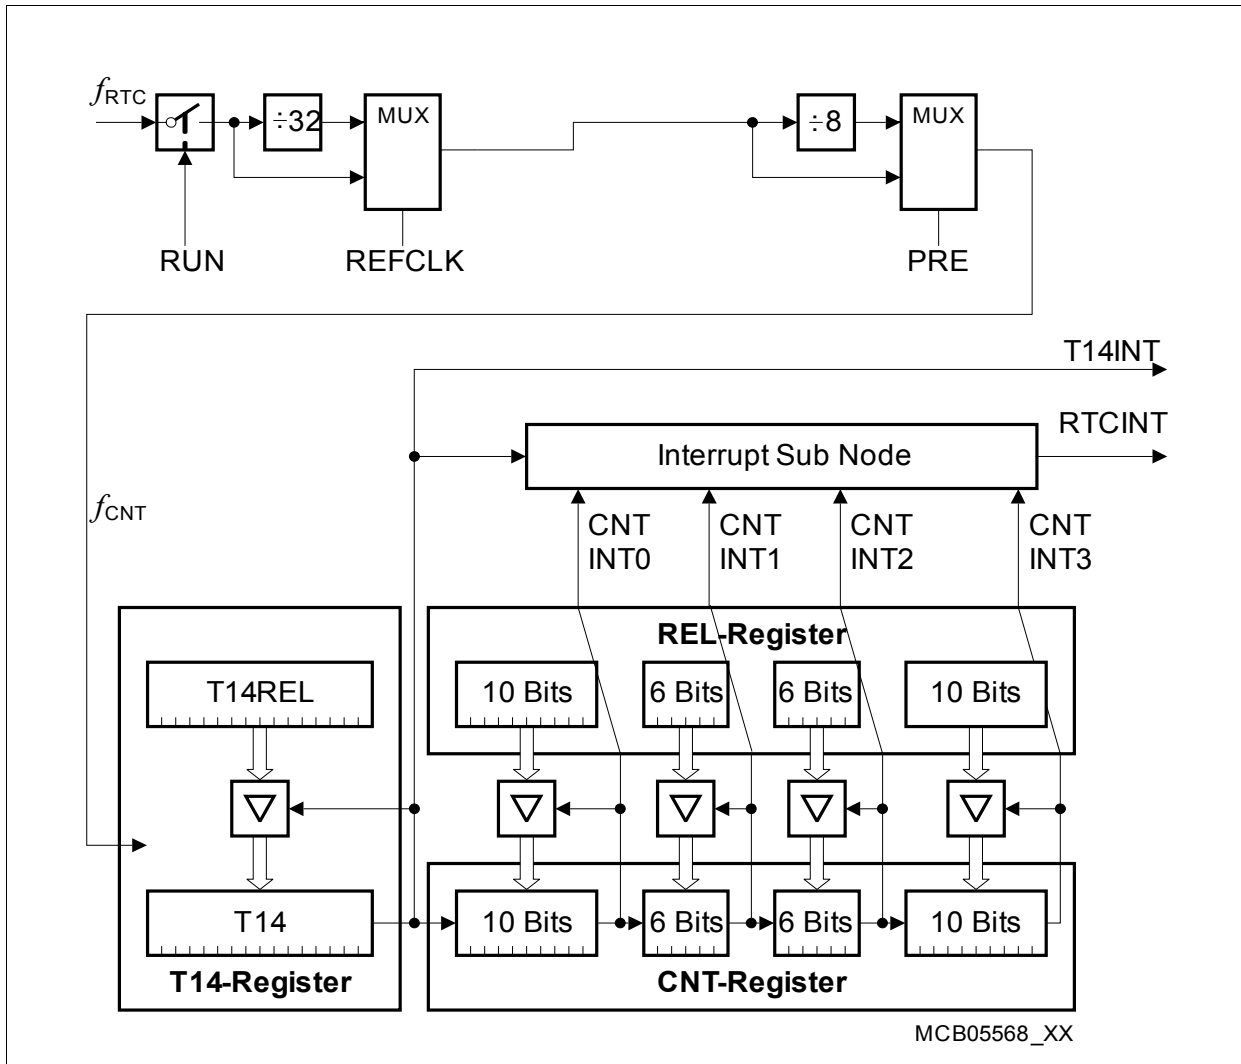 fRTC
÷32
MUX
÷8
MUX
RUN
REFCLK
PRE
T14INT
RTCINT
Interrupt Sub Node
fCNT
CNT
INT0
CNT
INT1
CNT
INT2
CNT
INT3
REL-Register
T14REL
10 Bits
6 Bits
6 Bits
10 Bits
T14
10 Bits
6 Bits
6 Bits
10 Bits
T14-Register
CNT-Register
MCB05568_XX